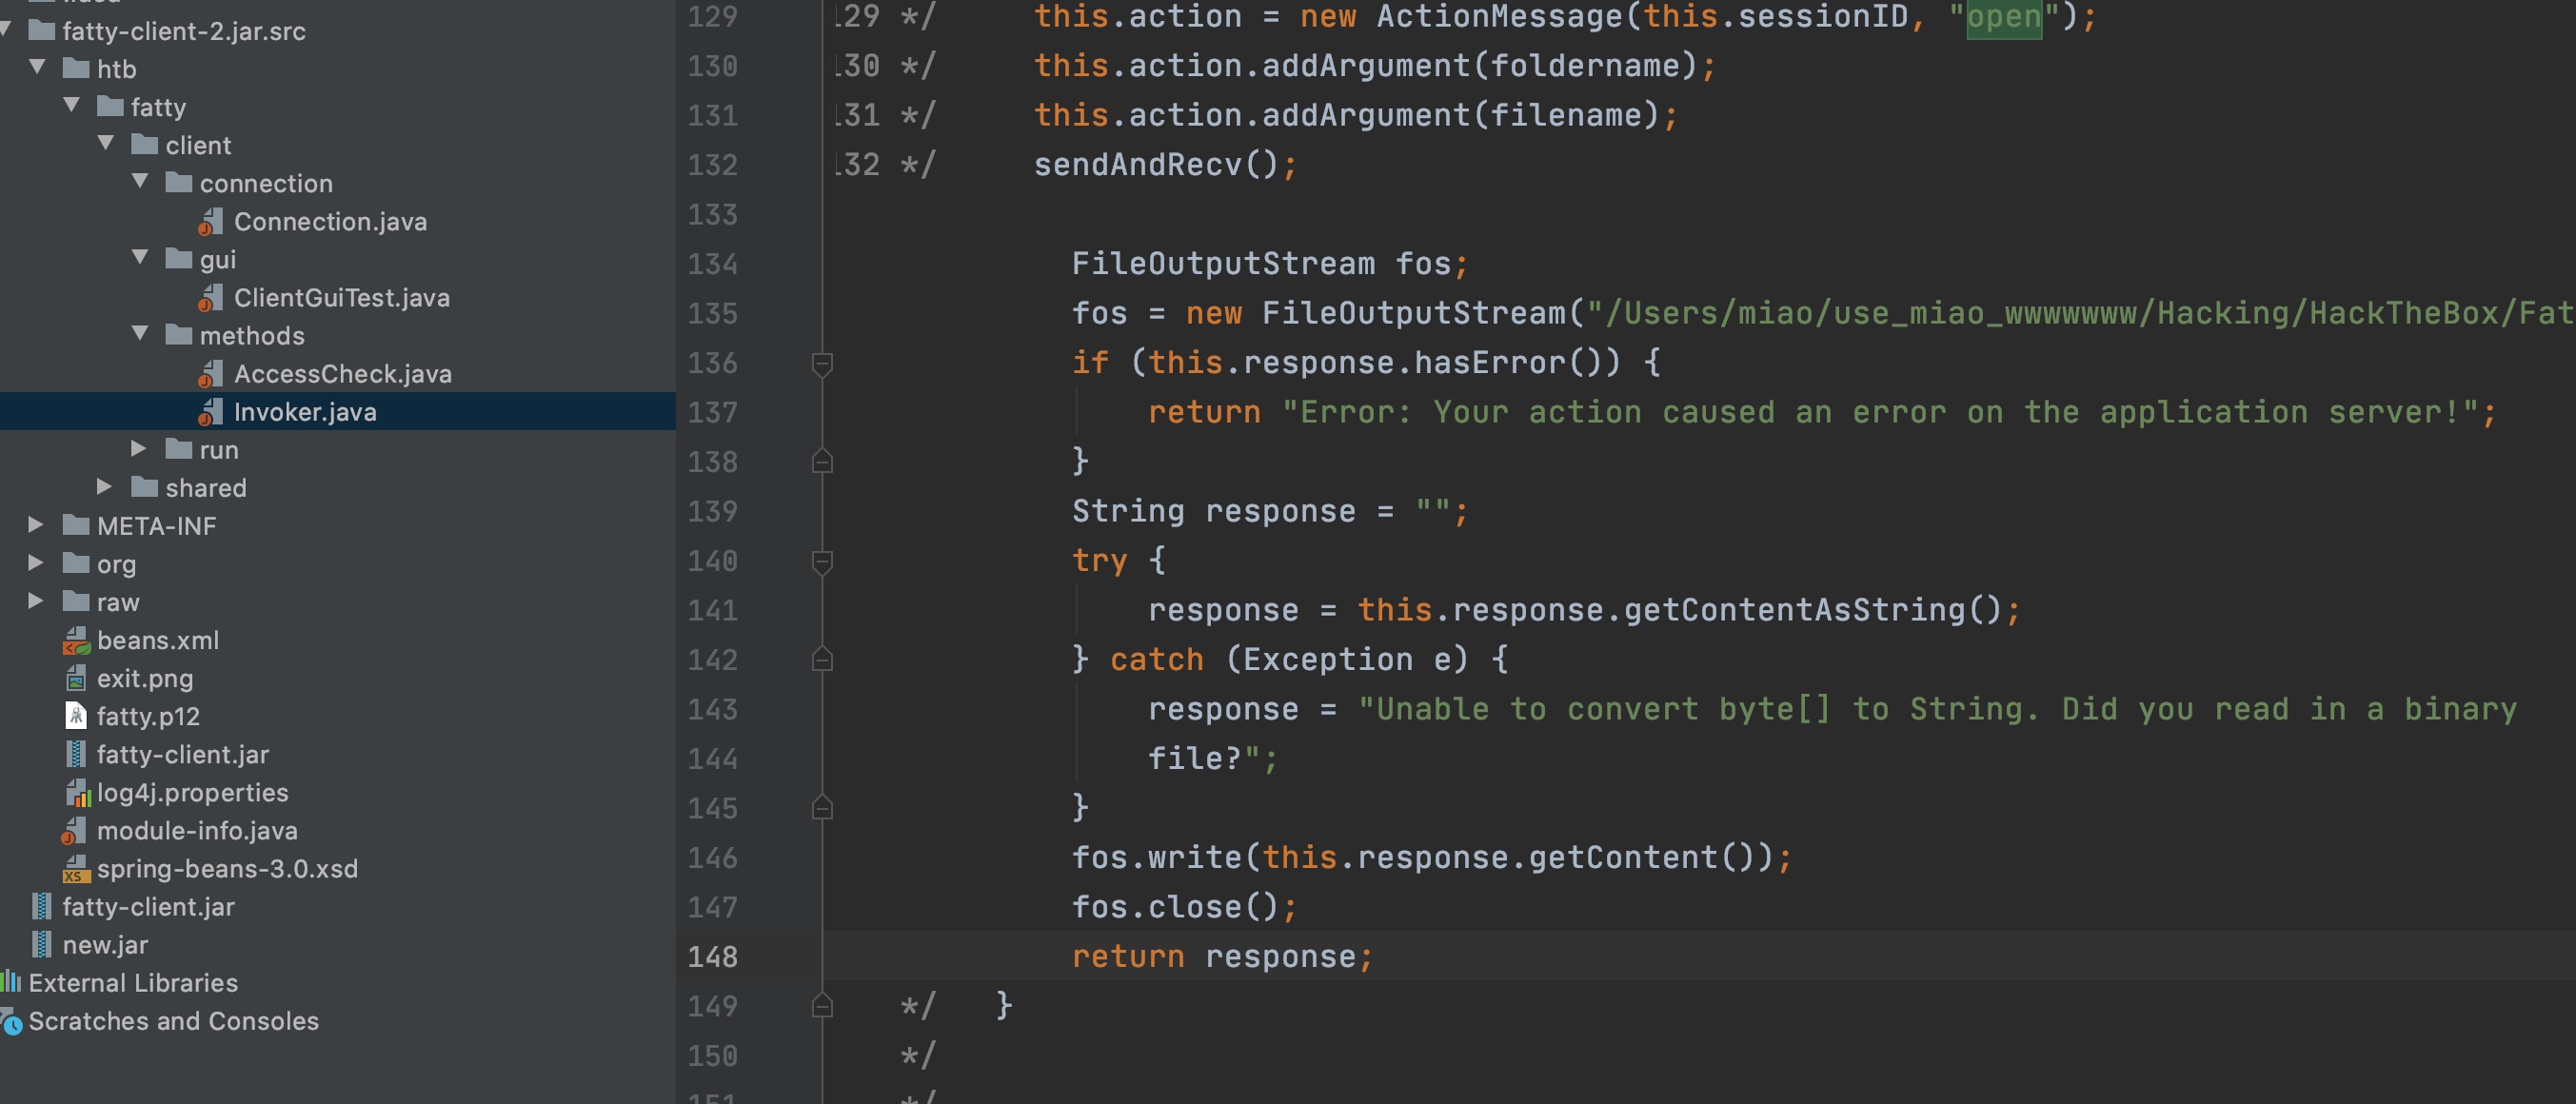 fatty-client-2.jar.src
htb
fatty
client
connection
Connection.java
gui
ClientGuiTest.java
methods
AccessCheck.java
Invoker.java
run
shared
META-INF
org
raw
beans.xml
exit.png
fatty.p12
fatty-client.jar
log4j.properties
module-info.java
spring-beans-3.0.xsd
fatty-client.jar
new.jar
External Libraries
Scratches and Consoles
129 129 */ this.action = new ActionMessage(this.sessionID, "open");
130 130 */ this.action.addArgument(foldername);
131 131 */ this.action.addArgument(filename);
132 132 */ sendAndRecv();
133
134 FileOutputStream fos;
135 fos = new FileOutputStream("/Users/miao/use_miao_wwwwwww/Hacking/HackTheBox/Fat
136 if (this.response.hasError()) {
137 return "Error: Your action caused an error on the application server!";
138 }
139 String response = "";
140 try {
141 response = this.response.getContentAsString();
142 } catch (Exception e) {
143 response = "Unable to convert byte[] to String. Did you read in a binary
144 file?";
145 }
146 fos.write(this.response.getContent());
147 fos.close();
148 return response;
149 */ }
150 */
151 */